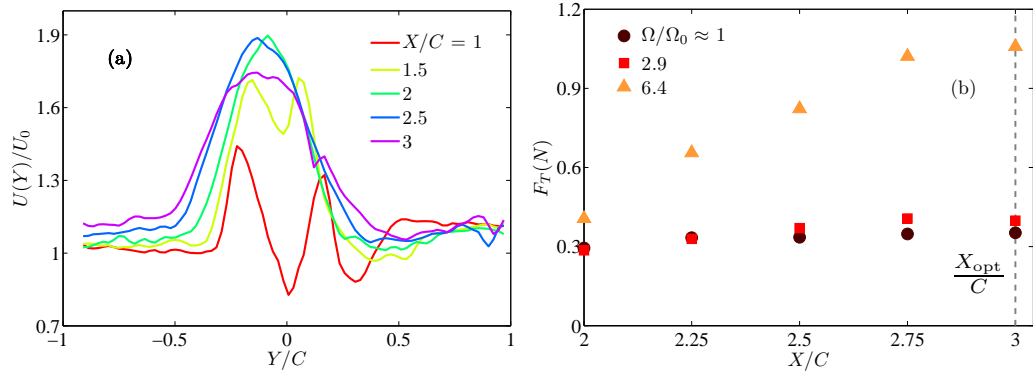 (a)
U(Y)/U₀
1.9
1.6
1.3
1
0.7
−1
−0.5
0
0.5
1
Y/C
X/C = 1
1.5
2
2.5
3
(b)
F_T(N)
1.2
0.9
0.6
0.3
0
2
2.25
2.5
2.75
3
X/C
Ω/Ω₀ ≈ 1
2.9
6.4
X_opt
C